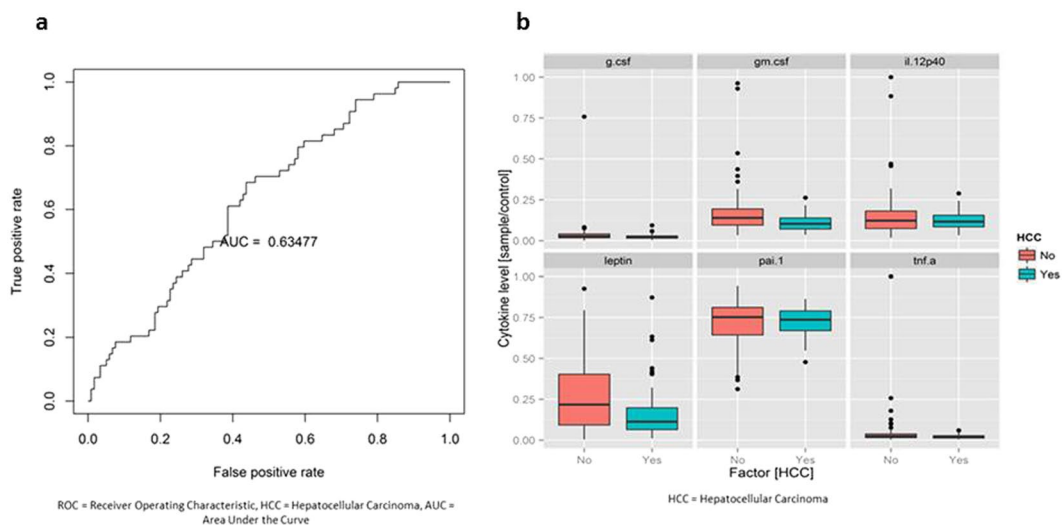 a
True positive rate
1.0
0.8
0.6
0.4
0.2
0.0
AUC = 0.63477
0.0 0.2 0.4 0.6 0.8 1.0
False positive rate
ROC = Receiver Operating Characteristic, HCC = Hepatocellular Carcinoma, AUC =
Area Under the Curve
b
Cytokine level [sample/control]
g.csf gm.csf il.12p40
1.00
0.75
0.50
0.25
0.00
leptin pai.1 tnf.a
1.00
0.75
0.50
0.25
0.00
No Yes No Yes No Yes
Factor [HCC]
HCC
No
Yes
HCC = Hepatocellular Carcinoma